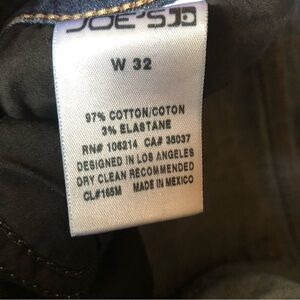 JOE'S
W 32
97% COTTON/COTON
3% ELASTANE
RN# 106214 CA# 35037
DESIGNED IN LOS ANGELES
DRY CLEAN RECOMMENDED
CL#165M MADE IN MEXICO